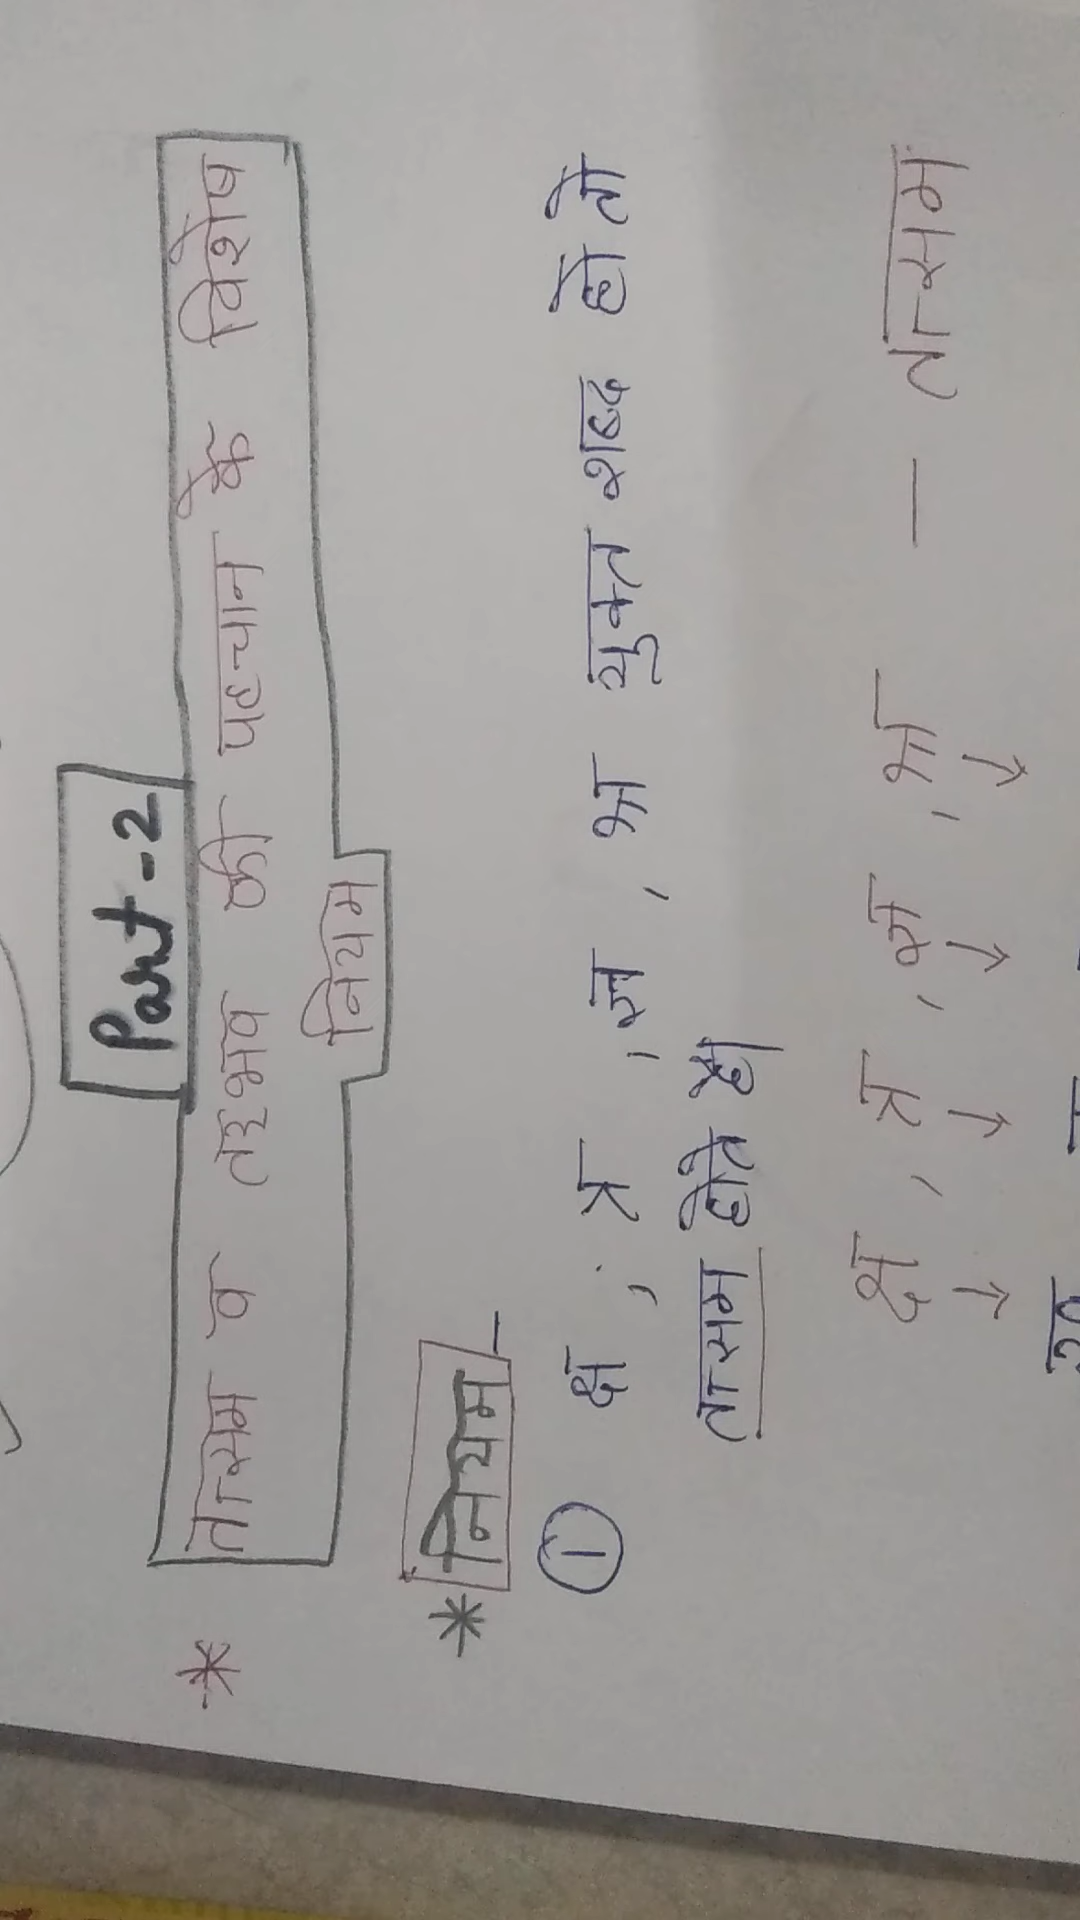 Part-2
* तत्सम व तद्भव की पहचान के विशेष
नियम
* नियम -
① क्ष , त्र , ज्ञ , श्र युक्त शब्द हो तो
तत्सम होते है।
क्ष , त्र , ज्ञ , श्र - तत्सम
↓ ↓ ↓ ↓